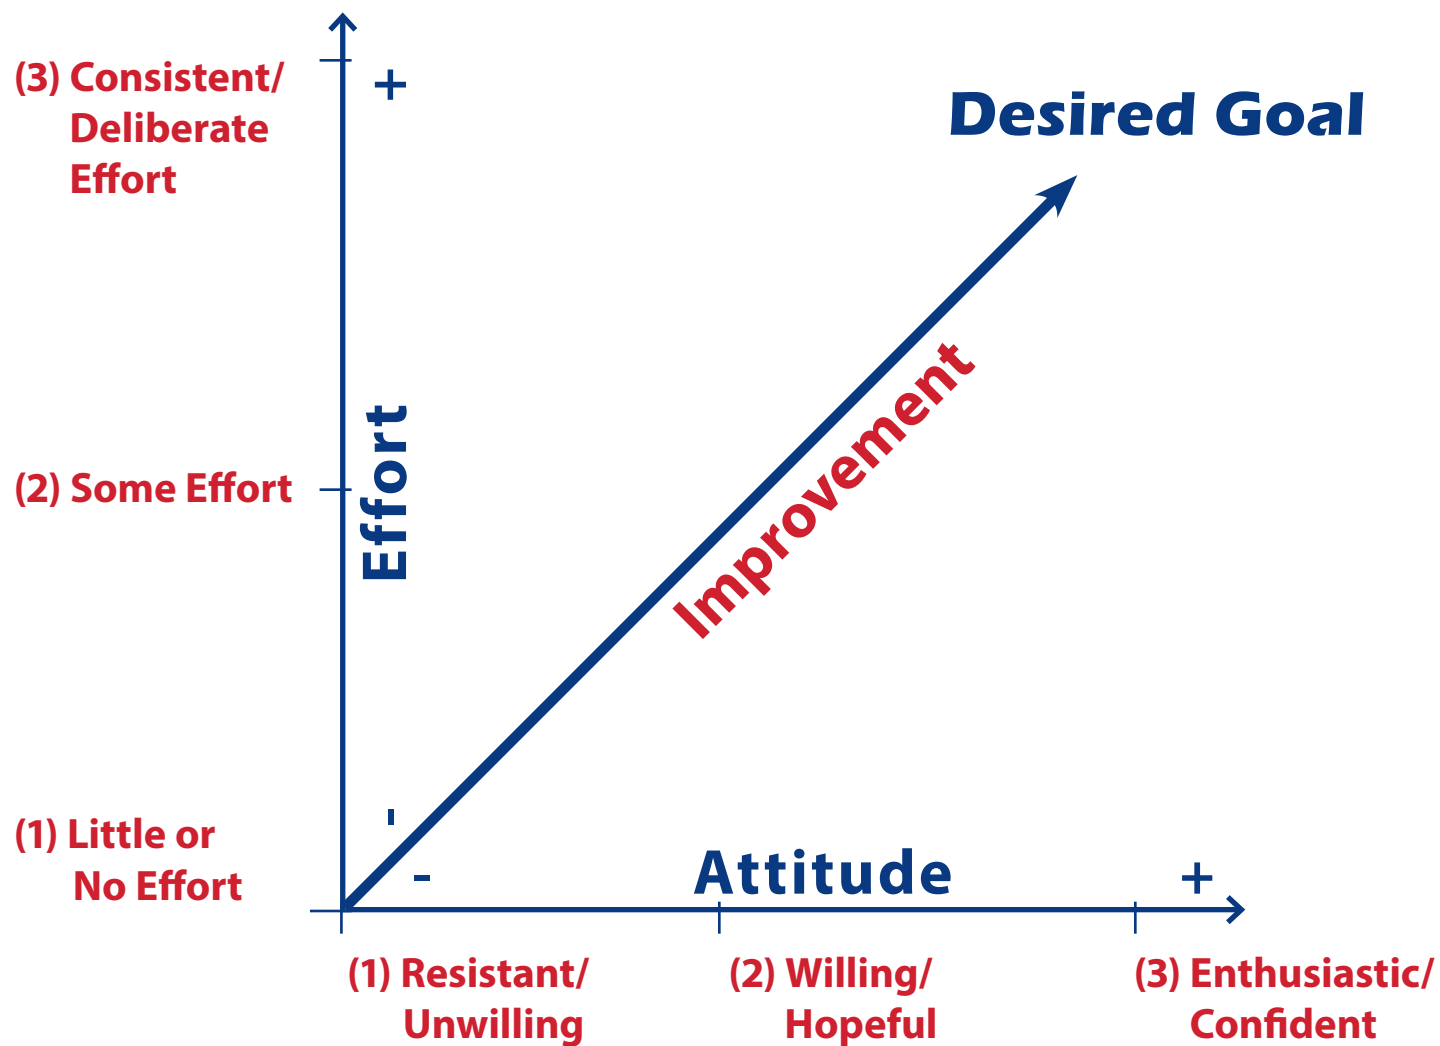 (3) Consistent/
Deliberate
Effort
+
Desired Goal
Effort
Improvement
(2) Some Effort
(1) Little or
No Effort
-
-
Attitude
+
(1) Resistant/
Unwilling
(2) Willing/
Hopeful
(3) Enthusiastic/
Confident